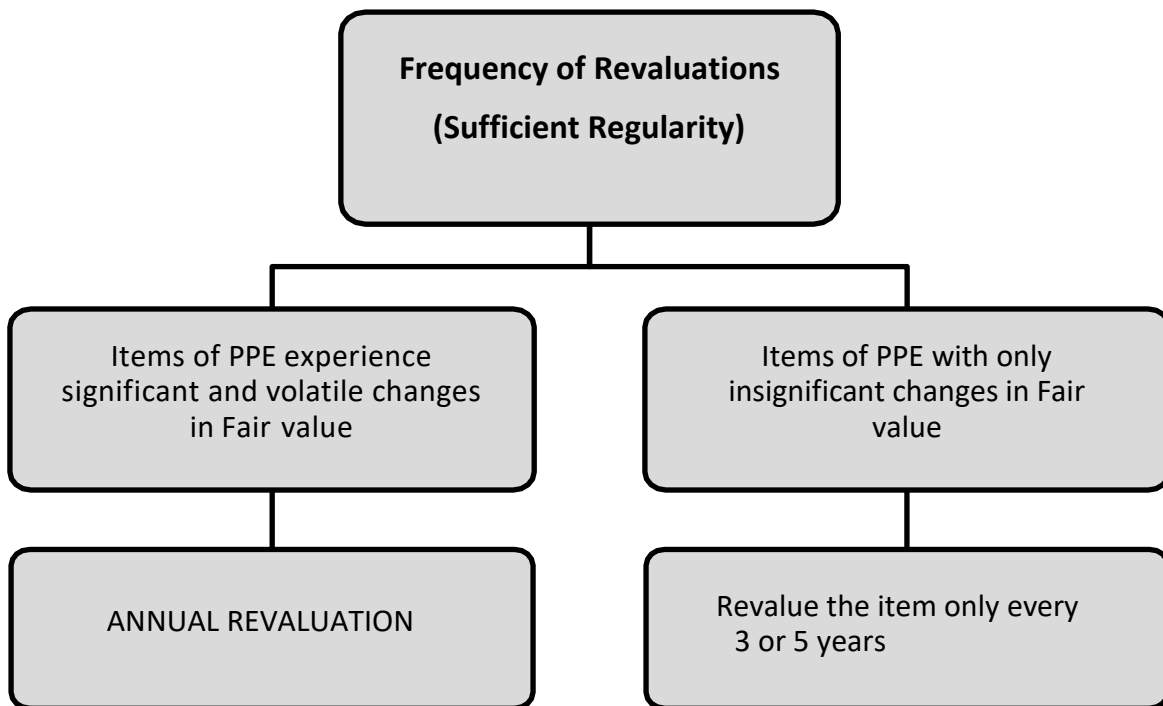 Frequency of Revaluations
(Sufficient Regularity)
Items of PPE experience
significant and volatile changes
in Fair value
Items of PPE with only
insignificant changes in Fair
value
ANNUAL REVALUATION
Revalue the item only every
3 or 5 years